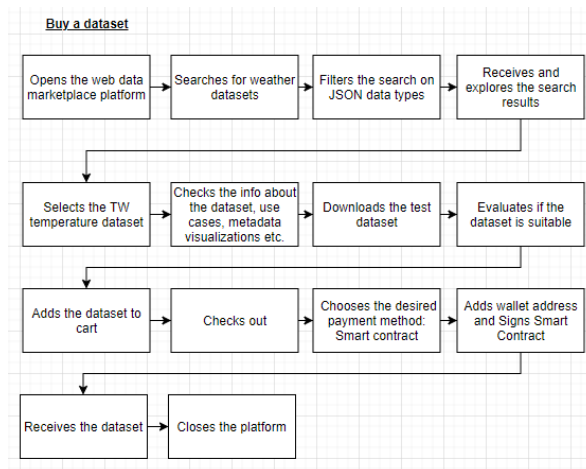 Buy a dataset
Opens the web data
marketplace platform
Searches for weather
datasets
Filters the search on
JSON data types
Receives and
explores the search
results
Selects the TW
temperature dataset
Checks the info about
the dataset, use
cases, metadata
visualizations etc.
Downloads the test
dataset
Evaluates if the
dataset is suitable
Adds the dataset to
cart
Checks out
Chooses the desired
payment method:
Smart contract
Adds wallet address
and Signs Smart
Contract
Receives the dataset
Closes the platform